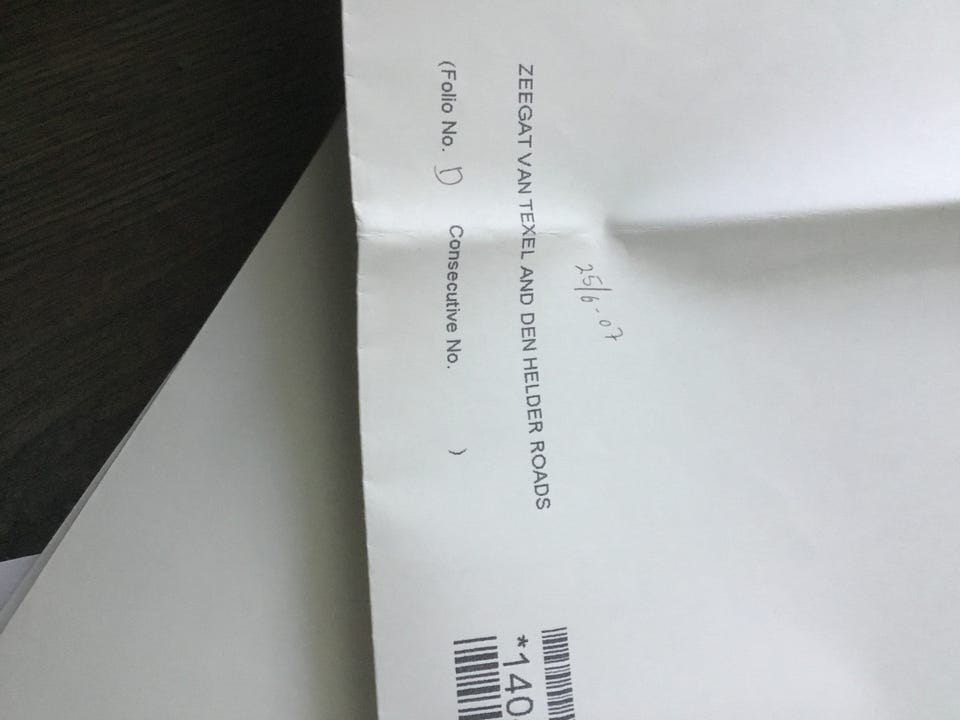 25/6-07
ZEEGAT VAN TEXEL AND DEN HELDER ROADS
(Folio No. D Consecutive No. )
*140